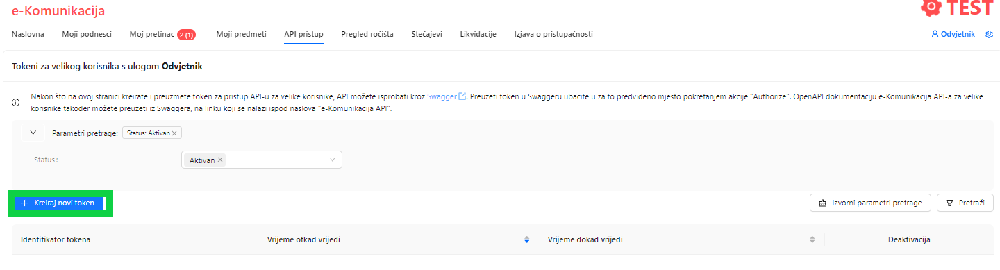 e-Komunikacija
TEST
Naslovna Moji podnesci Moj pretinac 2 (1) Moji predmeti API pristup Pregled ročišta Stečajevi Likvidacije Izjava o pristupačnosti Odvjetnik
Tokeni za velikog korisnika s ulogom Odvjetnik
Nakon što na ovoj stranici kreirate i preuzmete token za pristup API-u za velike korisnike, API možete isprobati kroz Swagger. Preuzeti token u Swaggeru ubacite u za to predviđeno mjesto pokretanjem akcije "Authorize". OpenAPI dokumentaciju e-Komunikacija API-a za velike
korisnike također možete preuzeti iz Swaggera, na linku koji se nalazi ispod naslova "e-Komunikacija API".
Parametri pretrage: Status: Aktivan
Status: Aktivan
Kreiraj novi token Izvorni parametri pretrage Pretraži
Identifikator tokena Vrijeme otkad vrijedi Vrijeme dokad vrijedi Deaktivacija